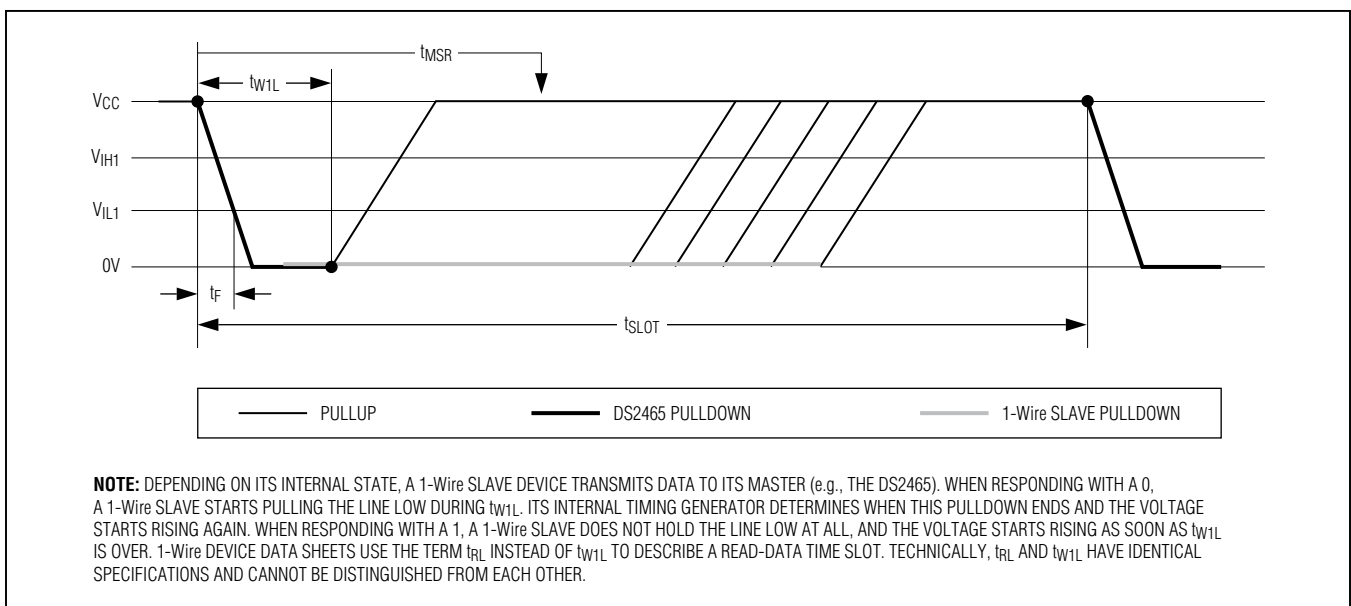 tMSR
tW1L
VCC
VIH1
VIL1
0V
tF
tSLOT
PULLUP DS2465 PULLDOWN 1-Wire SLAVE PULLDOWN
NOTE: DEPENDING ON ITS INTERNAL STATE, A 1-Wire SLAVE DEVICE TRANSMITS DATA TO ITS MASTER (e.g., THE DS2465). WHEN RESPONDING WITH A 0,
A 1-Wire SLAVE STARTS PULLING THE LINE LOW DURING tW1L. ITS INTERNAL TIMING GENERATOR DETERMINES WHEN THIS PULLDOWN ENDS AND THE VOLTAGE
STARTS RISING AGAIN. WHEN RESPONDING WITH A 1, A 1-Wire SLAVE DOES NOT HOLD THE LINE LOW AT ALL, AND THE VOLTAGE STARTS RISING AS SOON AS tW1L
IS OVER. 1-Wire DEVICE DATA SHEETS USE THE TERM tRL INSTEAD OF tW1L TO DESCRIBE A READ-DATA TIME SLOT. TECHNICALLY, tRL AND tW1L HAVE IDENTICAL
SPECIFICATIONS AND CANNOT BE DISTINGUISHED FROM EACH OTHER.